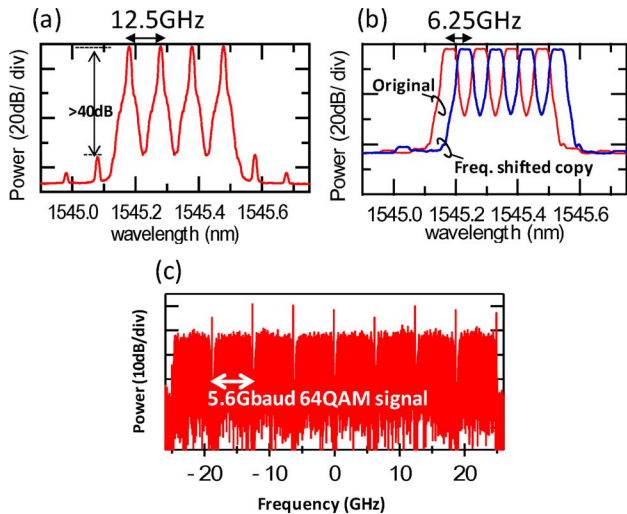 (a)
12.5GHz
Power (20dB/ div)
>40dB
1545.0 1545.2 1545.4 1545.6
wavelength (nm)
(b)
6.25GHz
Power (20dB/ div)
Original
Freq. shifted copy
1545.0 1545.2 1545.4 1545.6
wavelength (nm)
(c)
Power (10dB/div)
5.6Gbaud 64QAM signal
- 20 - 10 0 10 20
Frequency (GHz)